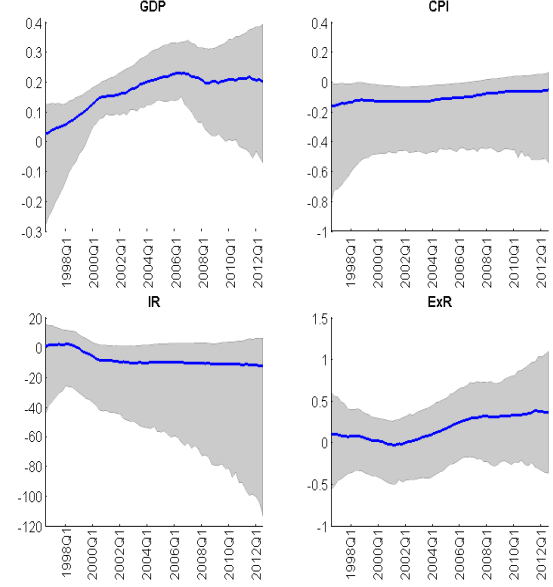 GDP
0.4
0.3
0.2
0.1
0
-0.1
-0.2
-0.3
1998Q1
2000Q1
2002Q1
2004Q1
2006Q1
2008Q1
2010Q1
2012Q1
CPI
0.4
0.2
0
-0.2
-0.4
-0.6
-0.8
-1
1998Q1
2000Q1
2002Q1
2004Q1
2006Q1
2008Q1
2010Q1
2012Q1
IR
20
0
-20
-40
-60
-80
-100
-120
1998Q1
2000Q1
2002Q1
2004Q1
2006Q1
2008Q1
2010Q1
2012Q1
ExR
1.5
1
0.5
0
-0.5
-1
1998Q1
2000Q1
2002Q1
2004Q1
2006Q1
2008Q1
2010Q1
2012Q1